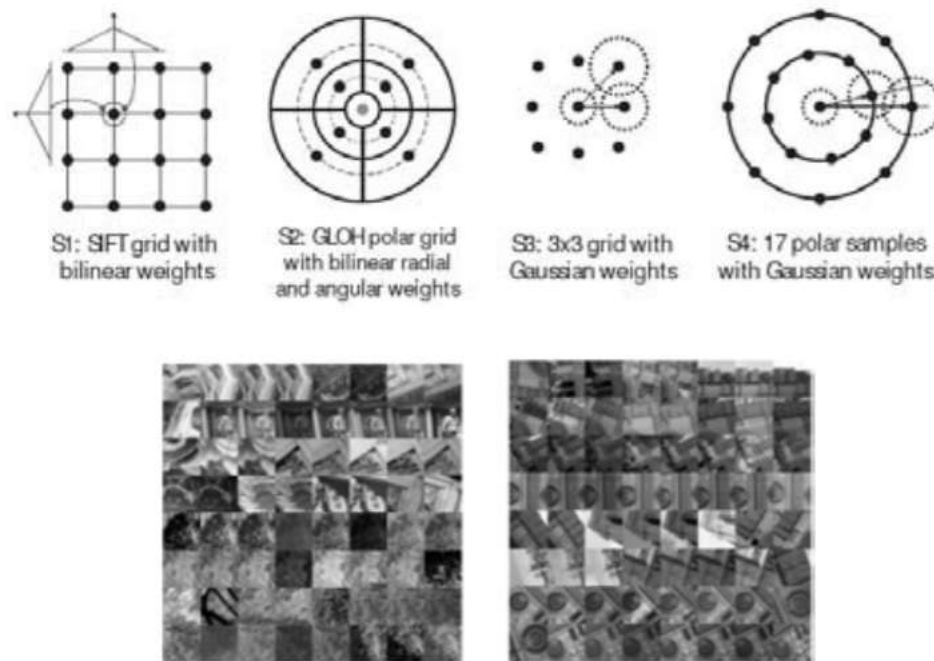 S1: SIFT grid with
bilinear weights
S2: GLOH polar grid
with bilinear radial
and angular weights
S3: 3x3 grid with
Gaussian weights
S4: 17 polar samples
with Gaussian weights